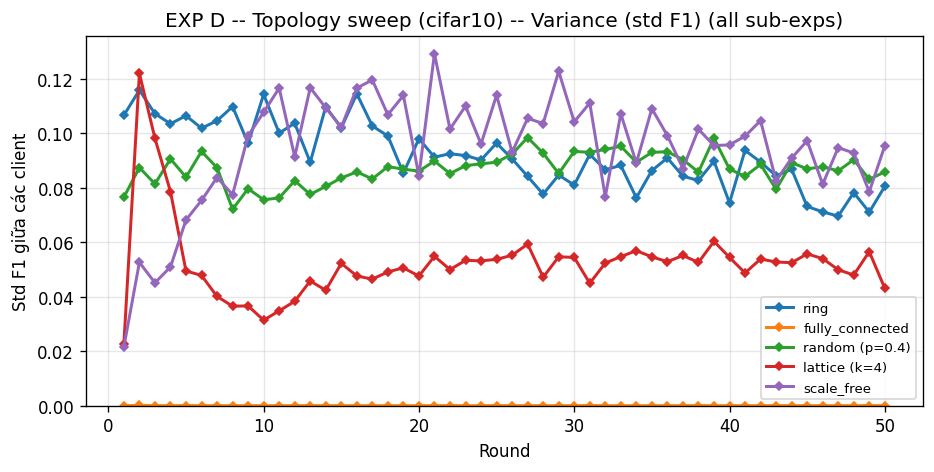 EXP D -- Topology sweep (cifar10) -- Variance (std F1) (all sub-exps)
Std F1 giữa các client
0.12
0.10
0.08
0.06
0.04
0.02
0.00
0
10
20
30
40
50
Round
ring
fully_connected
random (p=0.4)
lattice (k=4)
scale_free